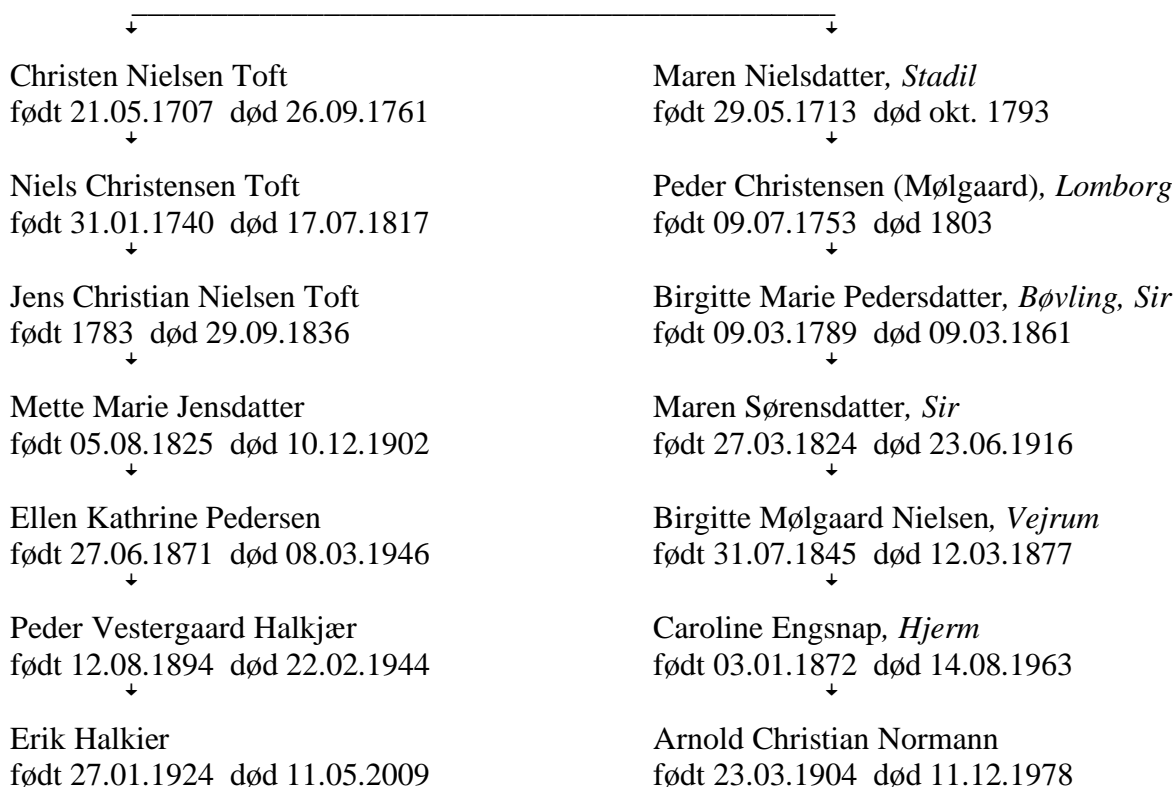 Christen Nielsen Toft
født 21.05.1707  død 26.09.1761
Maren Nielsdatter, Stadil
født 29.05.1713  død okt. 1793
Niels Christensen Toft
født 31.01.1740  død 17.07.1817
Peder Christensen (Mølgaard), Lomborg
født 09.07.1753  død 1803
Jens Christian Nielsen Toft
født 1783  død 29.09.1836
Birgitte Marie Pedersdatter, Bøvling, Sir
født 09.03.1789  død 09.03.1861
Mette Marie Jensdatter
født 05.08.1825  død 10.12.1902
Maren Sørensdatter, Sir
født 27.03.1824  død 23.06.1916
Ellen Kathrine Pedersen
født 27.06.1871  død 08.03.1946
Birgitte Mølgaard Nielsen, Vejrum
født 31.07.1845  død 12.03.1877
Peder Vestergaard Halkjær
født 12.08.1894  død 22.02.1944
Caroline Engsnap, Hjerm
født 03.01.1872  død 14.08.1963
Erik Halkier
født 27.01.1924  død 11.05.2009
Arnold Christian Normann
født 23.03.1904  død 11.12.1978